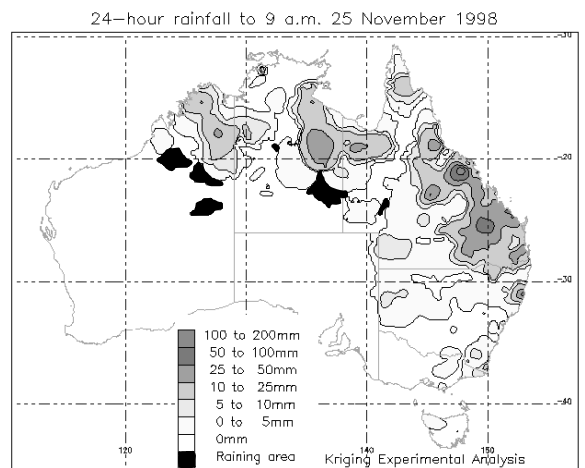 24-hour rainfall to 9 a.m. 25 November 1998
-10
-20
-30
-40
100 to 200mm
50 to 100mm
25 to 50mm
10 to 25mm
5 to 10mm
0 to 5mm
0mm
Raining area
120
140
150
Kriging Experimental Analysis